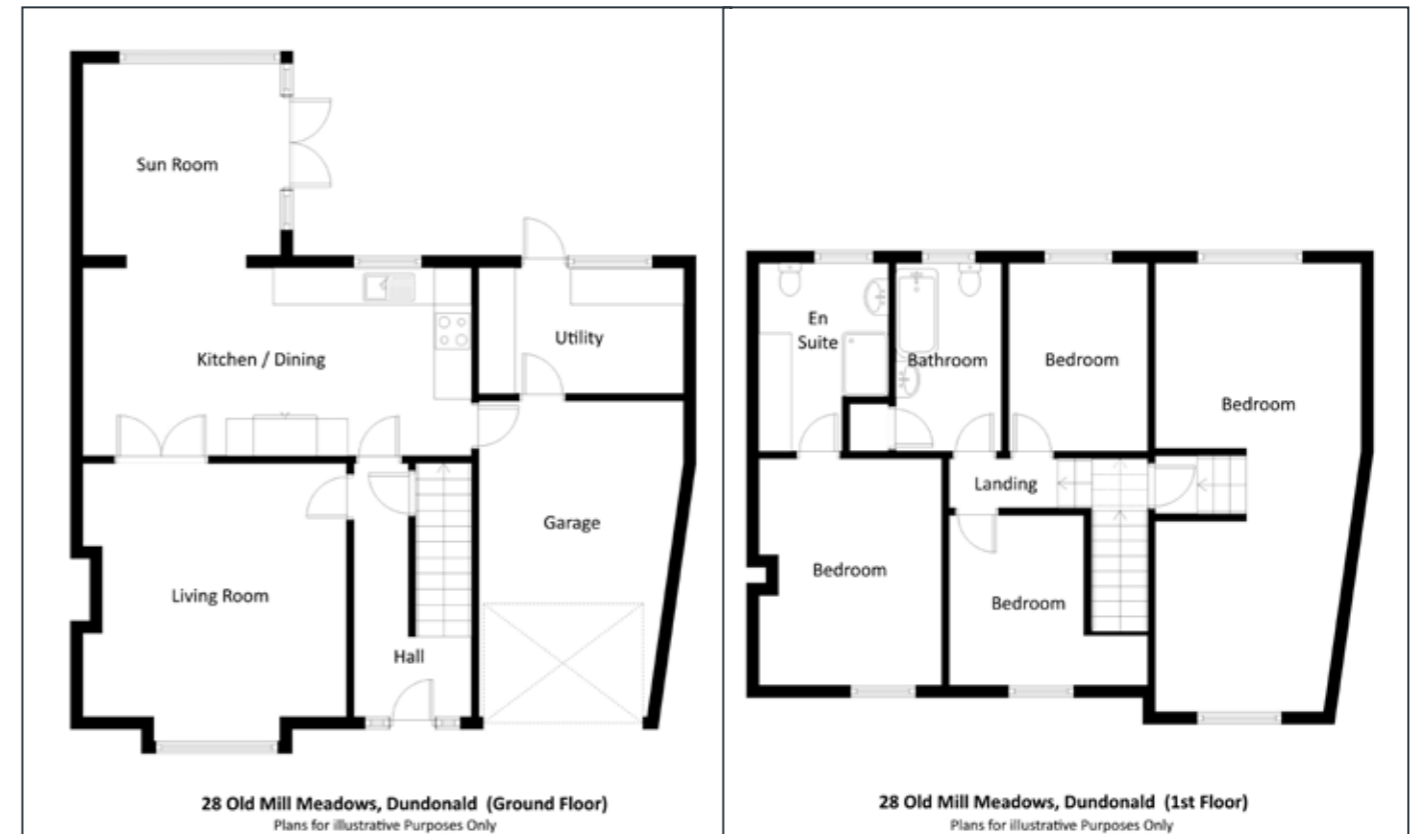 Sun Room
Kitchen / Dining
Utility
Garage
Living Room
Hall
28 Old Mill Meadows, Dundonald (Ground Floor)
Plans for illustrative Purposes Only
En
Suite
Bathroom
Bedroom
Bedroom
Landing
Bedroom
Bedroom
28 Old Mill Meadows, Dundonald (1st Floor)
Plans for illustrative Purposes Only